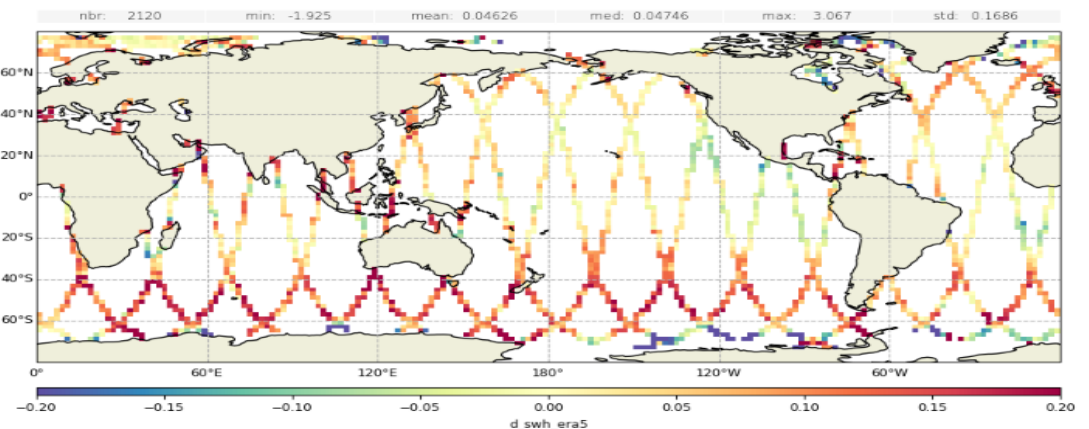 nbr: 2120 min: -1.925 mean: 0.04626 med: 0.04746 max: 3.067 std: 0.1686
60°N
40°N
20°N
0°
20°S
40°S
60°S
0° 60°E 120°E 180° 120°W 60°W
−0.20 −0.15 −0.10 −0.05 0.00 0.05 0.10 0.15 0.20
d swh era5